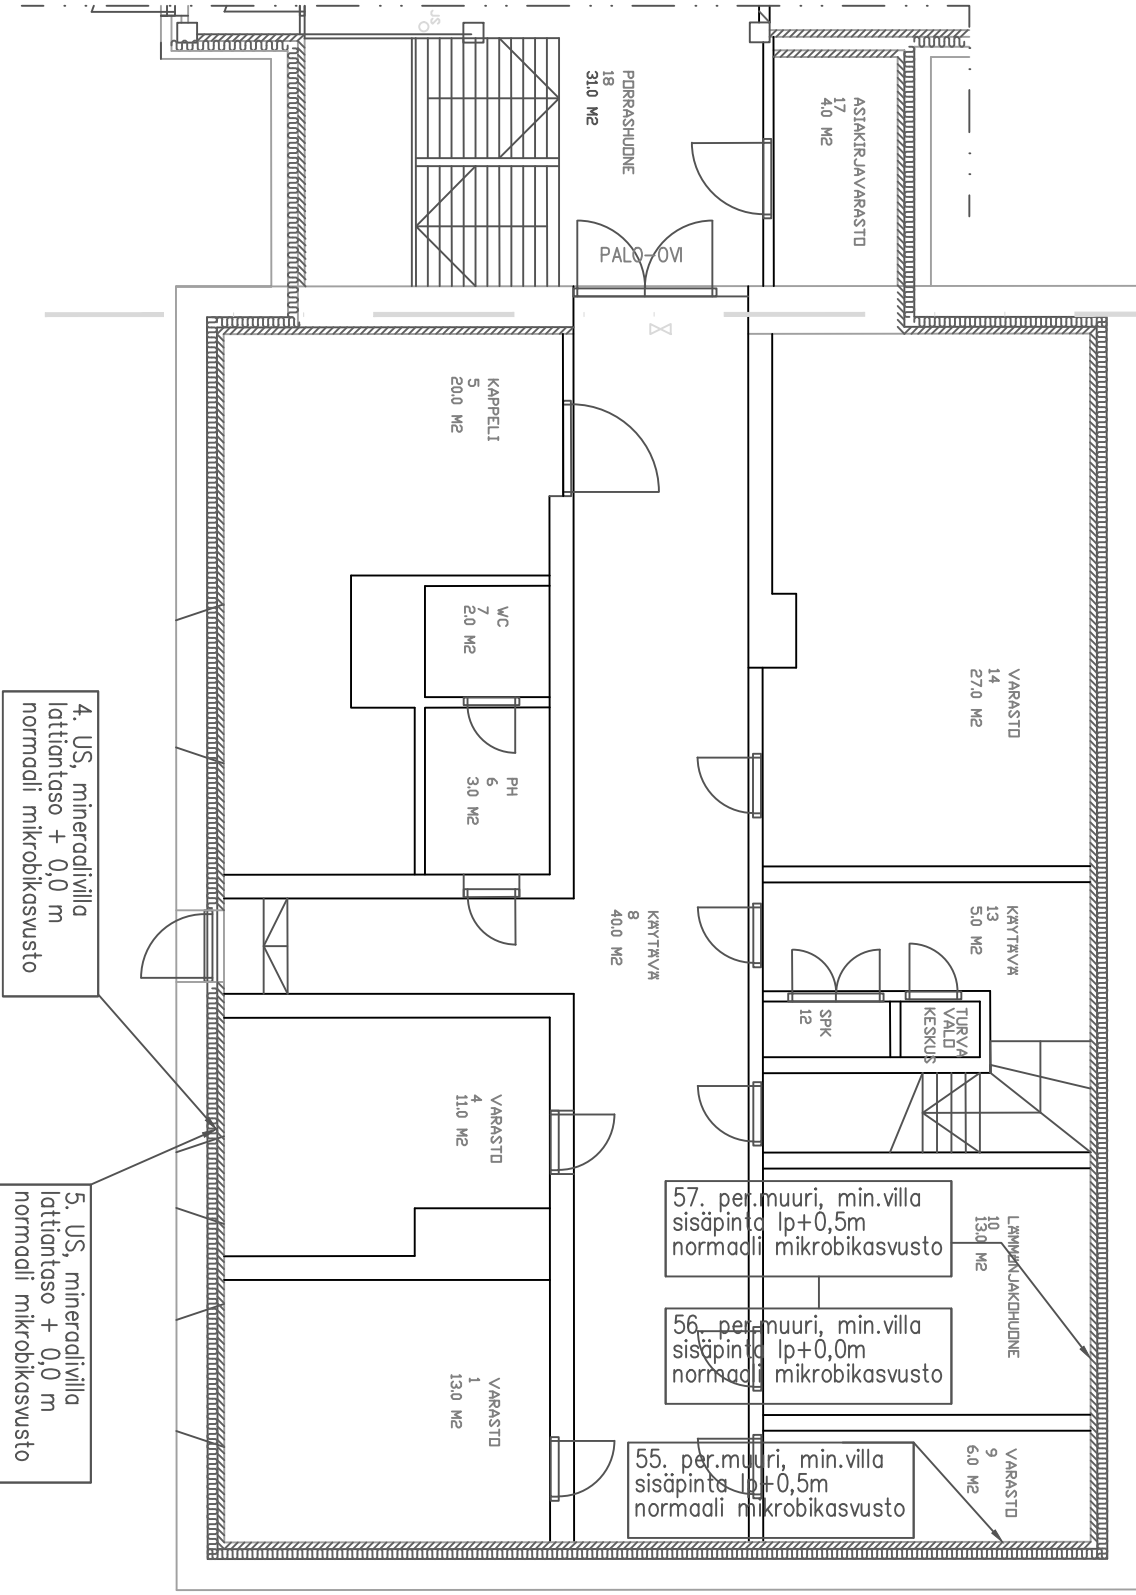 JS
PORRASHUONE
18
31.0 M2
ASIAKIRJAVARASTO
17
4.0 M2
PALO-OVI
KAPPELI
5
20.0 M2
WC
7
2.0 M2
VARASTO
14
27.0 M2
PH
6
3.0 M2
KÄYTÄVÄ
8
40.0 M2
KÄYTÄVÄ
13
5.0 M2
SPK
12
TURVA
VALO
KESKUS
VARASTO
4
11.0 M2
LÄMMÖNJAKOHUONE
10
13.0 M2
VARASTO
1
13.0 M2
VARASTO
9
6.0 M2
4. US, mineraalivilla
lattiantaso + 0,0 m
normaali mikrobikasvusto
5. US, mineraalivilla
lattiantaso + 0,0 m
normaali mikrobikasvusto
57. per.muuri, min.villa
sisäpinta lp+0,5m
normaali mikrobikasvusto
56. per.muuri, min.villa
sisäpinta lp+0,0m
normaali mikrobikasvusto
55. per.muuri, min.villa
sisäpinta lp+0,5m
normaali mikrobikasvusto